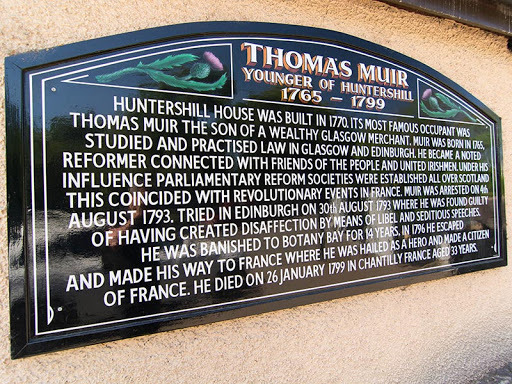 THOMAS MUIR
YOUNGER OF HUNTERSHILL
1765 – 1799
HUNTERSHILL HOUSE WAS BUILT IN 1770. ITS MOST FAMOUS OCCUPANT WAS
THOMAS MUIR THE SON OF A WEALTHY GLASGOW MERCHANT. MUIR WAS BORN IN 1765,
STUDIED AND PRACTISED LAW IN GLASGOW AND EDINBURGH. HE BECAME A NOTED
REFORMER CONNECTED WITH FRIENDS OF THE PEOPLE AND UNITED IRISHMEN. UNDER HIS
INFLUENCE PARLIAMENTARY REFORM SOCIETIES WERE ESTABLISHED ALL OVER SCOTLAND
THIS COINCIDED WITH REVOLUTIONARY EVENTS IN FRANCE. MUIR WAS ARRESTED ON 4th
AUGUST 1793. TRIED IN EDINBURGH ON 30th AUGUST 1793 WHERE HE WAS FOUND GUILTY
OF HAVING CREATED DISAFFECTION BY MEANS OF LIBEL AND SEDITIOUS SPEECHES.
HE WAS BANISHED TO BOTANY BAY FOR 14 YEARS. IN 1796 HE ESCAPED
AND MADE HIS WAY TO FRANCE WHERE HE WAS HAILED AS A HERO AND MADE A CITIZEN
OF FRANCE. HE DIED ON 26 JANUARY 1799 IN CHANTILLY FRANCE AGED 33 YEARS.